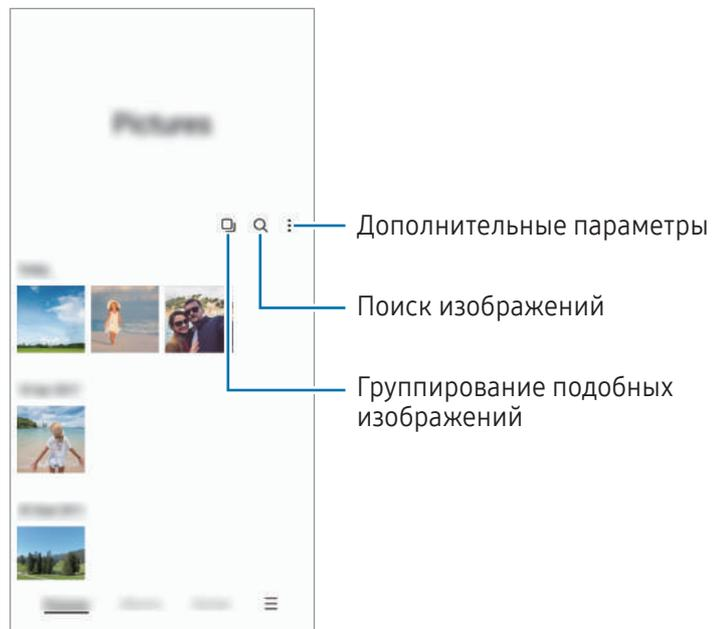 Pictures
Дополнительные параметры
Поиск изображений
Группирование подобных
изображений